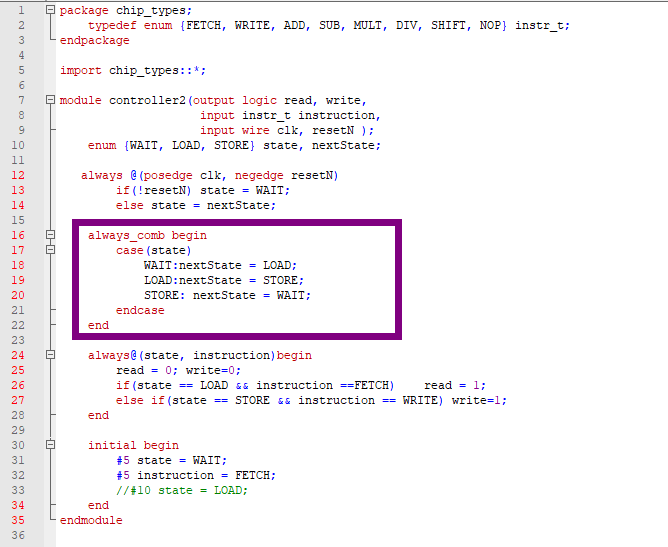 1 package chip_types;
2 typedef enum {FETCH, WRITE, ADD, SUB, MULT, DIV, SHIFT, NOP} instr_t;
3 endpackage
4
5 import chip_types::*;
6
7 module controller2(output logic read, write,
8 input instr_t instruction,
9 input wire clk, resetN );
10 enum {WAIT, LOAD, STORE} state, nextState;
11
12 always @(posedge clk, negedge resetN)
13 if(!resetN) state = WAIT;
14 else state = nextState;
15
16 always_comb begin
17 case(state)
18 WAIT:nextState = LOAD;
19 LOAD:nextState = STORE;
20 STORE: nextState = WAIT;
21 endcase
22 end
23
24 always@(state, instruction)begin
25 read = 0; write=0;
26 if(state == LOAD && instruction ==FETCH) read = 1;
27 else if(state == STORE && instruction == WRITE) write=1;
28 end
29
30 initial begin
31 #5 state = WAIT;
32 #5 instruction = FETCH;
33 //#10 state = LOAD;
34 end
35 endmodule
36